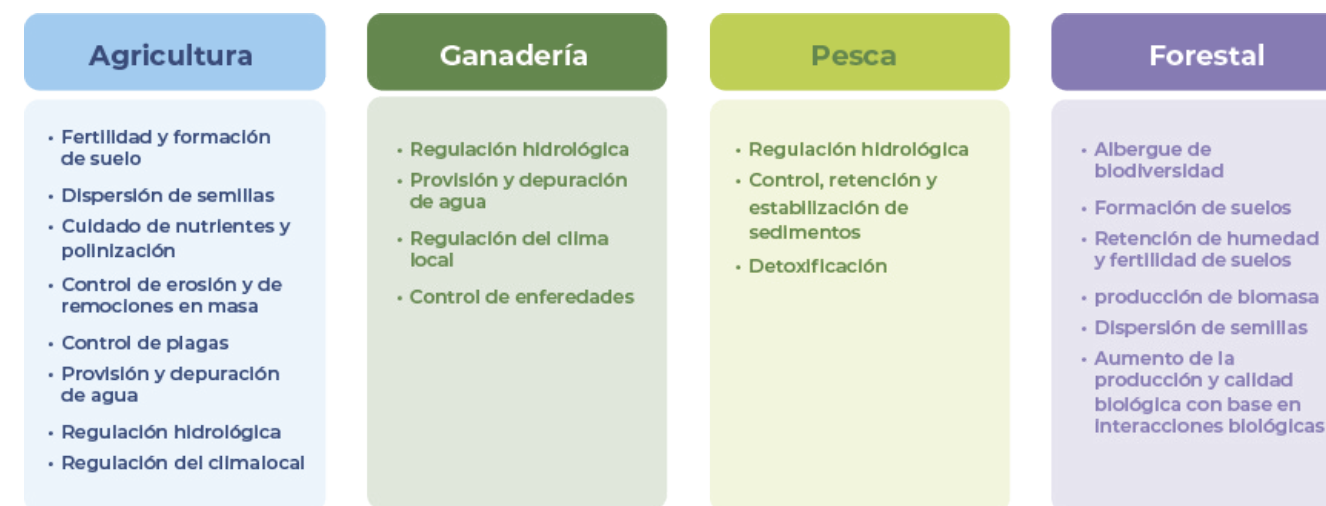 Agricultura
• Fertilidad y formación
de suelo
• Dispersión de semillas
• Cuidado de nutrientes y
polinización
• Control de erosión y de
remociones en masa
• Control de plagas
• Provisión y depuración
de agua
• Regulación hidrológica
• Regulación del climalocal
Ganadería
• Regulación hidrológica
• Provisión y depuración
de agua
• Regulación del clima
local
• Control de enferedades
Pesca
• Regulación hidrológica
• Control, retención y
estabilización de
sedimentos
• Detoxificación
Forestal
• Albergue de
biodiversidad
• Formación de suelos
• Retención de humedad
y fertilidad de suelos
• producción de biomasa
• Dispersión de semillas
• Aumento de la
producción y calidad
biológica con base en
interacciones biológicas